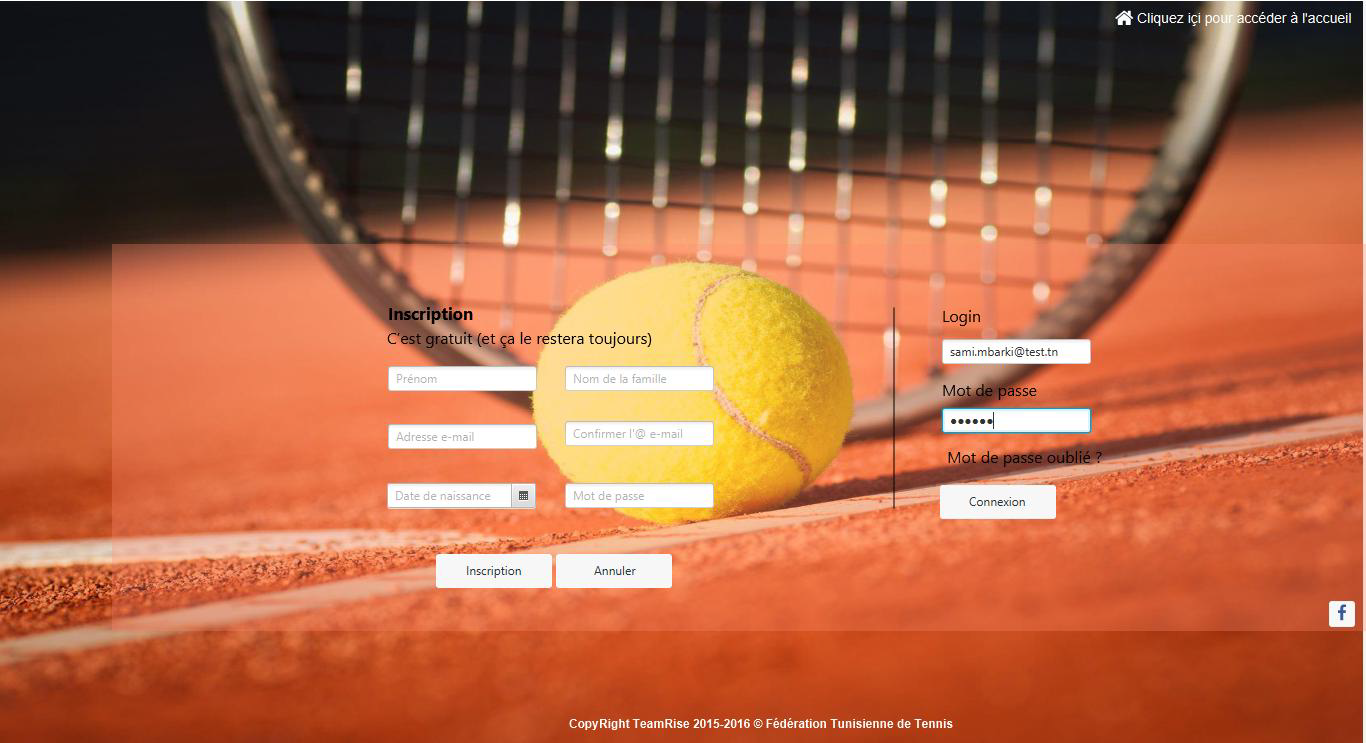 Cliquez içi pour accéder à l'accueil
Inscription
C'est gratuit (et ça le restera toujours)
Prénom
Nom de la famille
Adresse e-mail
Confirmer l'@ e-mail
Date de naissance
Mot de passe
Inscription
Annuler
Login
sami.mbarki@test.tn
Mot de passe
••••••
Mot de passe oublié ?
Connexion
f
CopyRight TeamRise 2015-2016 © Fédération Tunisienne de Tennis